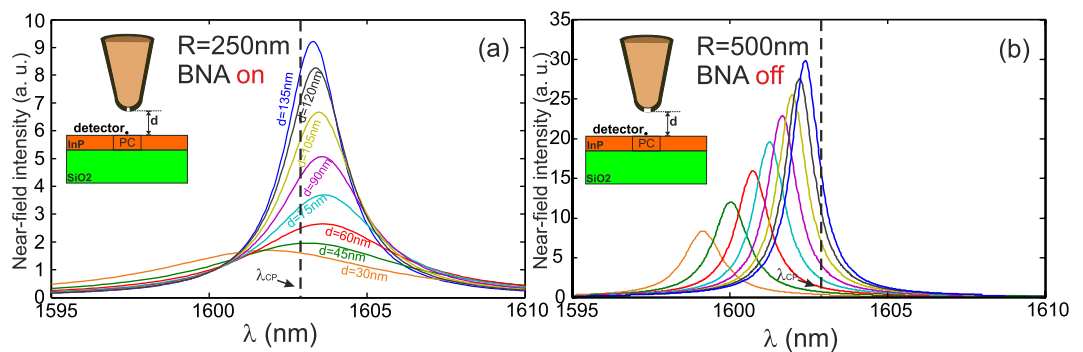 Near-field intensity (a. u.)
10
9
8
7
6
5
4
3
2
1
0
R=250nm
BNA on
(a)
d
detector
InP
PC
SiO2
d=135nm
d=120nm
d=105nm
d=90nm
d=75nm
d=60nm
d=45nm
d=30nm
λCP
1595
1600
1605
1610
λ (nm)
Near-field intensity (a. u.)
35
30
25
20
15
10
5
0
R=500nm
BNA off
(b)
d
detector
InP
PC
SiO2
λCP
1595
1600
1605
1610
λ (nm)